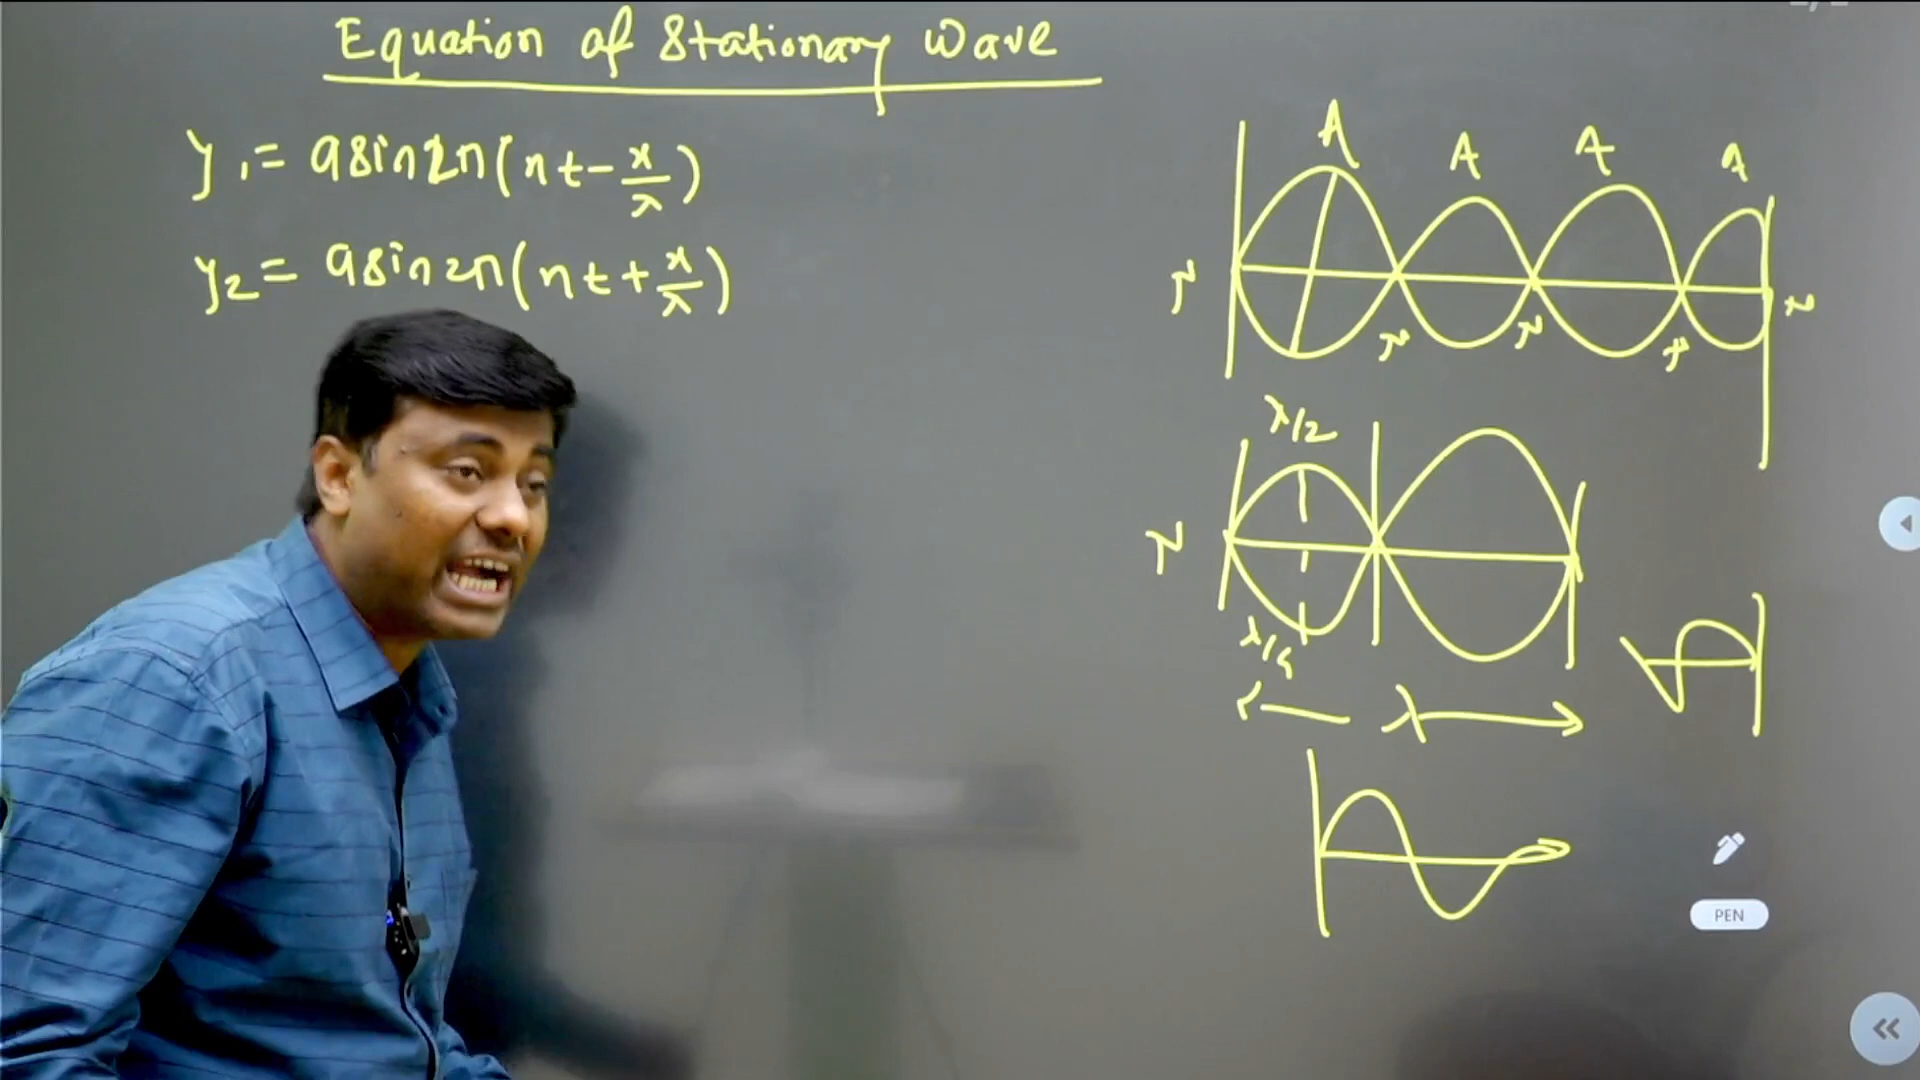 Equation of Stationary Wave
y₁ = a sin 2π (nt - x/λ)
y₂ = a sin 2π (nt + x/λ)
A A A A
N N N N N
λ/2
N
λ/4
λ
PEN